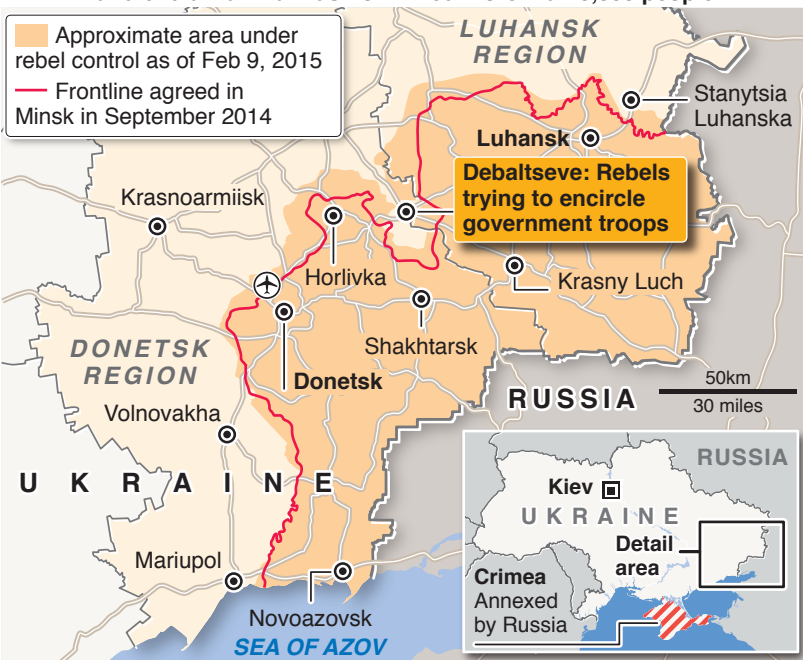 Approximate area under
rebel control as of Feb 9, 2015
Frontline agreed in
Minsk in September 2014
LUHANSK
REGION
Stanytsia
Luhanska
Luhansk
Debaltseve: Rebels
trying to encircle
government troops
Krasnoarmiisk
Horlivka
Krasny Luch
Shakhtarsk
DONETSK
REGION
Donetsk
50km
30 miles
RUSSIA
Volnovakha
UKRAINE
Mariupol
Novoazovsk
SEA OF AZOV
RUSSIA
Kiev
UKRAINE
Detail
area
Crimea
Annexed
by Russia